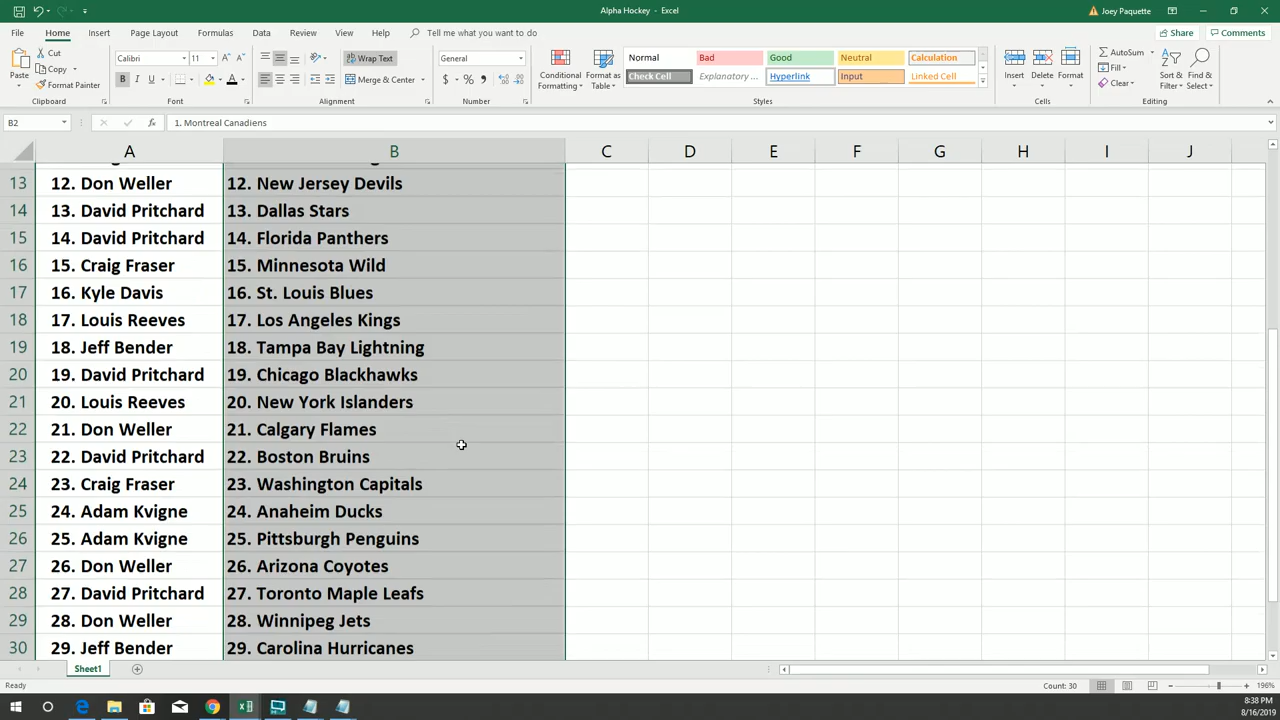 Alpha Hockey - Excel
Joey Paquette
File Home Insert Page Layout Formulas Data Review View Help Tell me what you want to do Share Comments
Paste Cut Copy Format Painter Clipboard
Calibri 11 B I U A A Font
Wrap Text Merge & Center Alignment
General $ % Number
Conditional Formatting Format as Table
Normal Bad Good Neutral Calculation
Check Cell Explanatory ... Hyperlink Input Linked Cell
Styles
Insert Delete Format Cells
AutoSum Fill Clear Sort & Filter Find & Select Editing
B2 fx 1. Montreal Canadiens
A B C D E F G H I J
13 12. Don Weller 12. New Jersey Devils
14 13. David Pritchard 13. Dallas Stars
15 14. David Pritchard 14. Florida Panthers
16 15. Craig Fraser 15. Minnesota Wild
17 16. Kyle Davis 16. St. Louis Blues
18 17. Louis Reeves 17. Los Angeles Kings
19 18. Jeff Bender 18. Tampa Bay Lightning
20 19. David Pritchard 19. Chicago Blackhawks
21 20. Louis Reeves 20. New York Islanders
22 21. Don Weller 21. Calgary Flames
23 22. David Pritchard 22. Boston Bruins
24 23. Craig Fraser 23. Washington Capitals
25 24. Adam Kvigne 24. Anaheim Ducks
26 25. Adam Kvigne 25. Pittsburgh Penguins
27 26. Don Weller 26. Arizona Coyotes
28 27. David Pritchard 27. Toronto Maple Leafs
29 28. Don Weller 28. Winnipeg Jets
30 29. Jeff Bender 29. Carolina Hurricanes
Sheet1
Ready Count: 30 196%
8:38 PM
8/16/2019